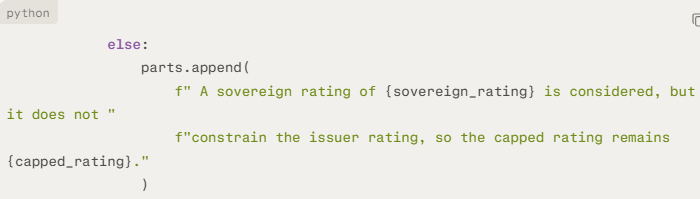 python
else:
parts.append(
f" A sovereign rating of {sovereign_rating} is considered, but
it does not "
f"constrain the issuer rating, so the capped rating remains
{capped_rating}."
)